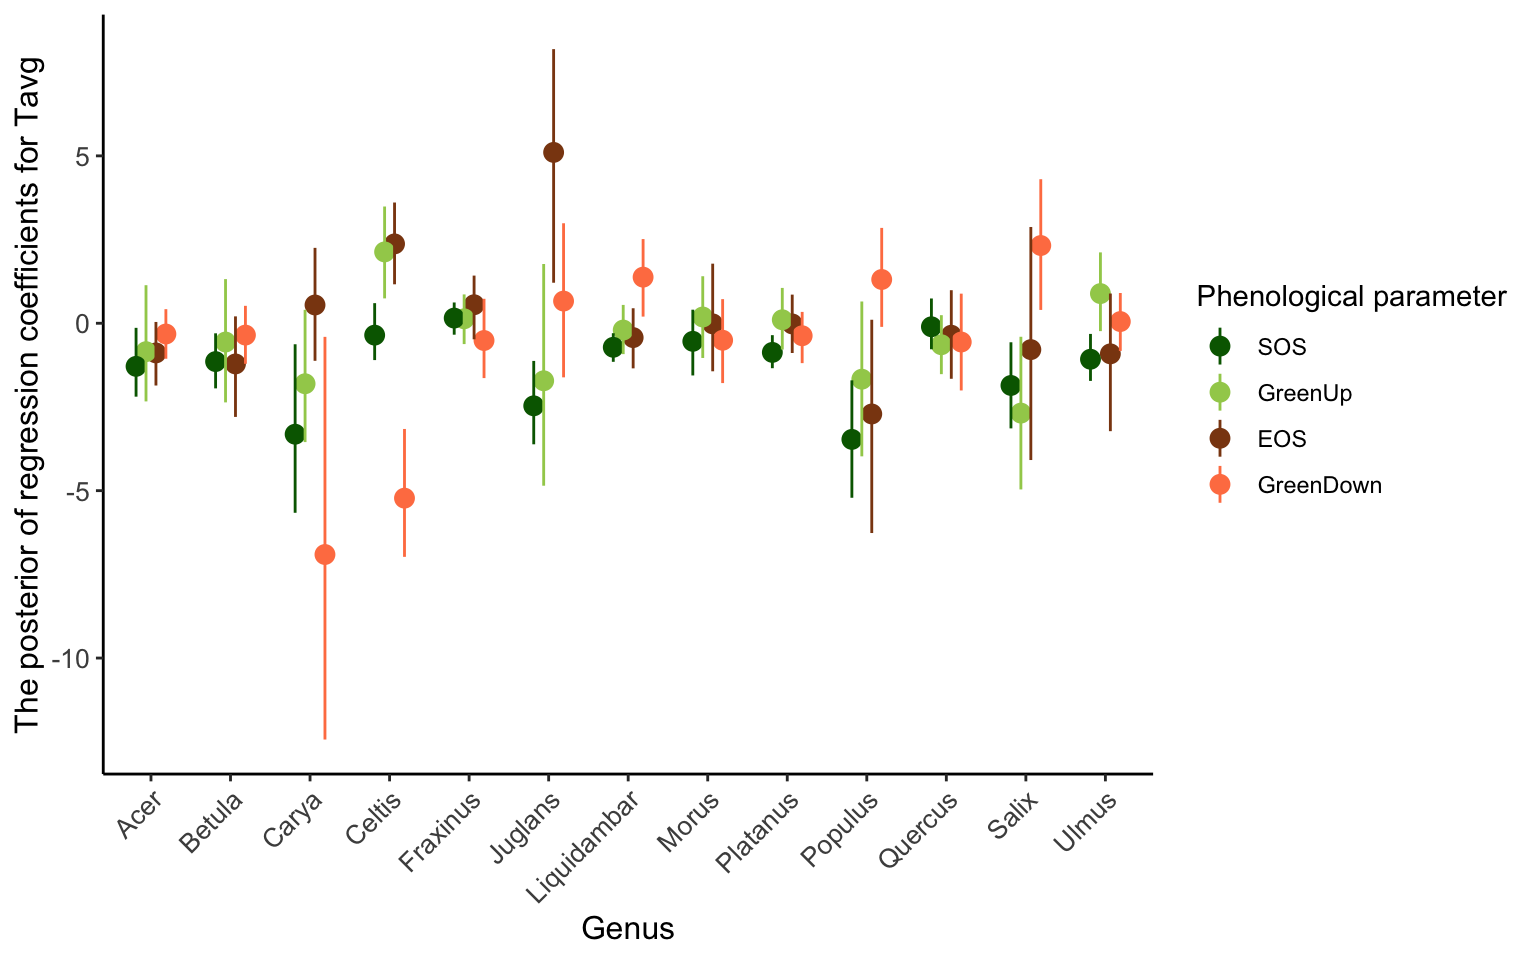 The posterior of regression coefficients for Tavg
5
0
-5
-10
Acer
Betula
Carya
Celtis
Fraxinus
Juglans
Liquidambar
Morus
Platanus
Populus
Quercus
Salix
Ulmus
Genus
Phenological parameter
SOS
GreenUp
EOS
GreenDown